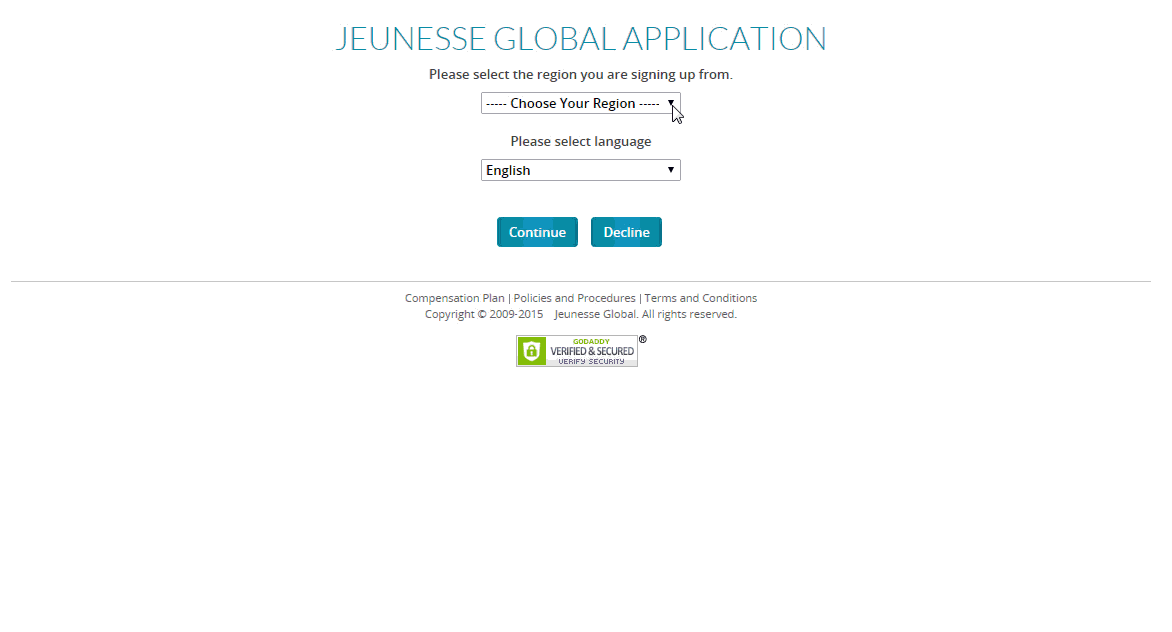 JEUNESSE GLOBAL APPLICATION
Please select the region you are signing up from.
----- Choose Your Region -----
Please select language
English
Continue Decline
Compensation Plan | Policies and Procedures | Terms and Conditions
Copyright © 2009-2015 Jeunesse Global. All rights reserved.
GODADDY ®
VERIFIED & SECURED
VERIFY SECURITY